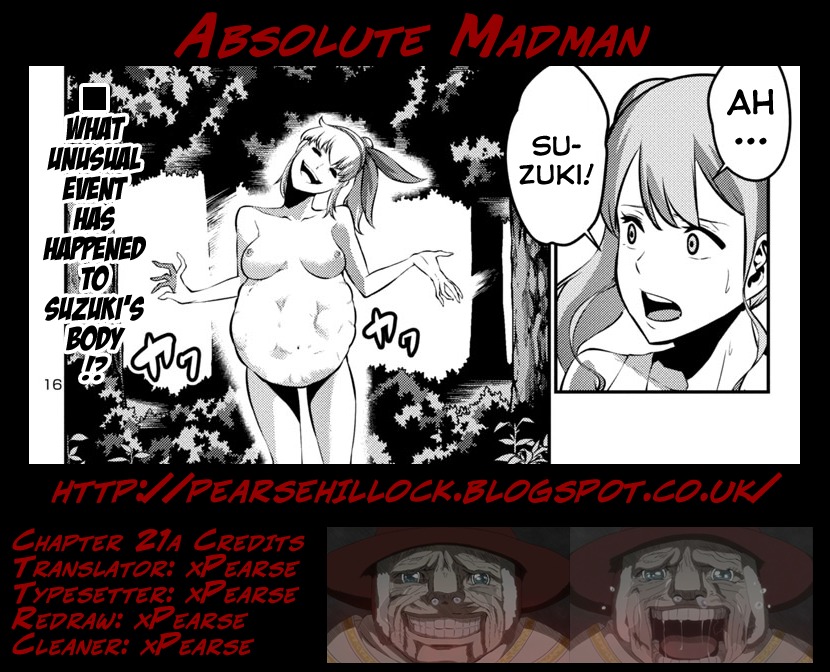 ABSOLUTE MADMAN
AH
...
SU-
ZUKI!
WHAT
UNUSUAL
EVENT
HAS
HAPPENED
TO
SUZUKI'S
BODY
!?
16
HTTP://PEARSEHILLOCK.BLOGSPOT.CO.UK/
CHAPTER 21A CREDITS
TRANSLATOR: XPEARSE
TYPESETTER: XPEARSE
REDRAW: XPEARSE
CLEANER: XPEARSE